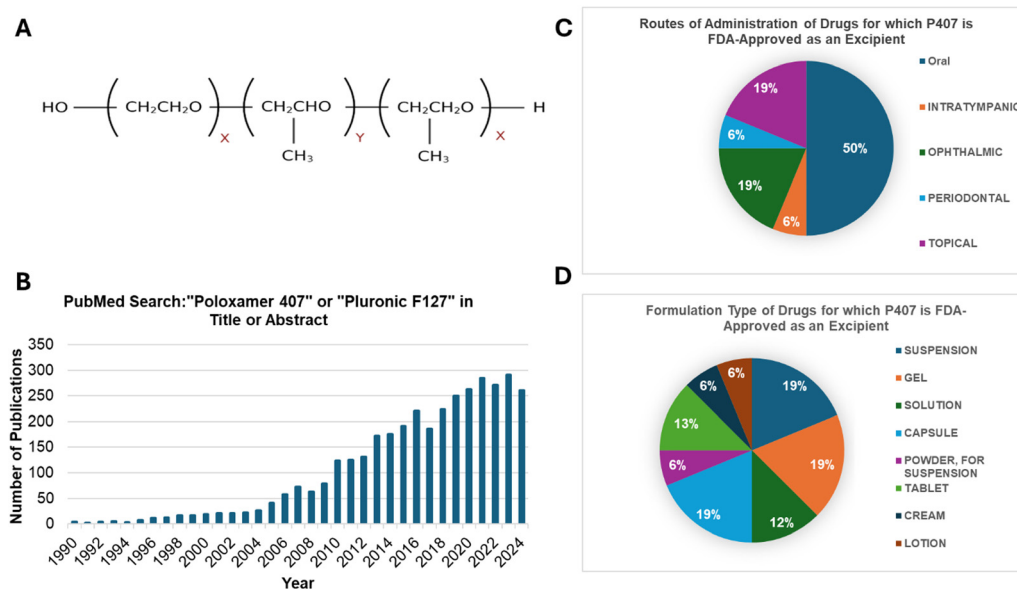 A
HO
CH₂CH₂O
X
CH₂CHO
CH₃
Y
CH₂CH₂O
CH₃
X
H
B
PubMed Search:"Poloxamer 407" or "Pluronic F127" in
Title or Abstract
Number of Publications
350
300
250
200
150
100
50
0
1990
1992
1994
1996
1998
2000
2002
2004
2006
2008
2010
2012
2014
2016
2018
2020
2022
2024
Year
C
Routes of Administration of Drugs for which P407 is
FDA-Approved as an Excipient
19%
6%
19%
6%
50%
Oral
INTRATYMPANIC
OPHTHALMIC
PERIODONTAL
TOPICAL
D
Formulation Type of Drugs for which P407 is FDA-
Approved as an Excipient
6%
6%
13%
6%
19%
12%
19%
19%
SUSPENSION
GEL
SOLUTION
CAPSULE
POWDER, FOR
SUSPENSION
TABLET
CREAM
LOTION